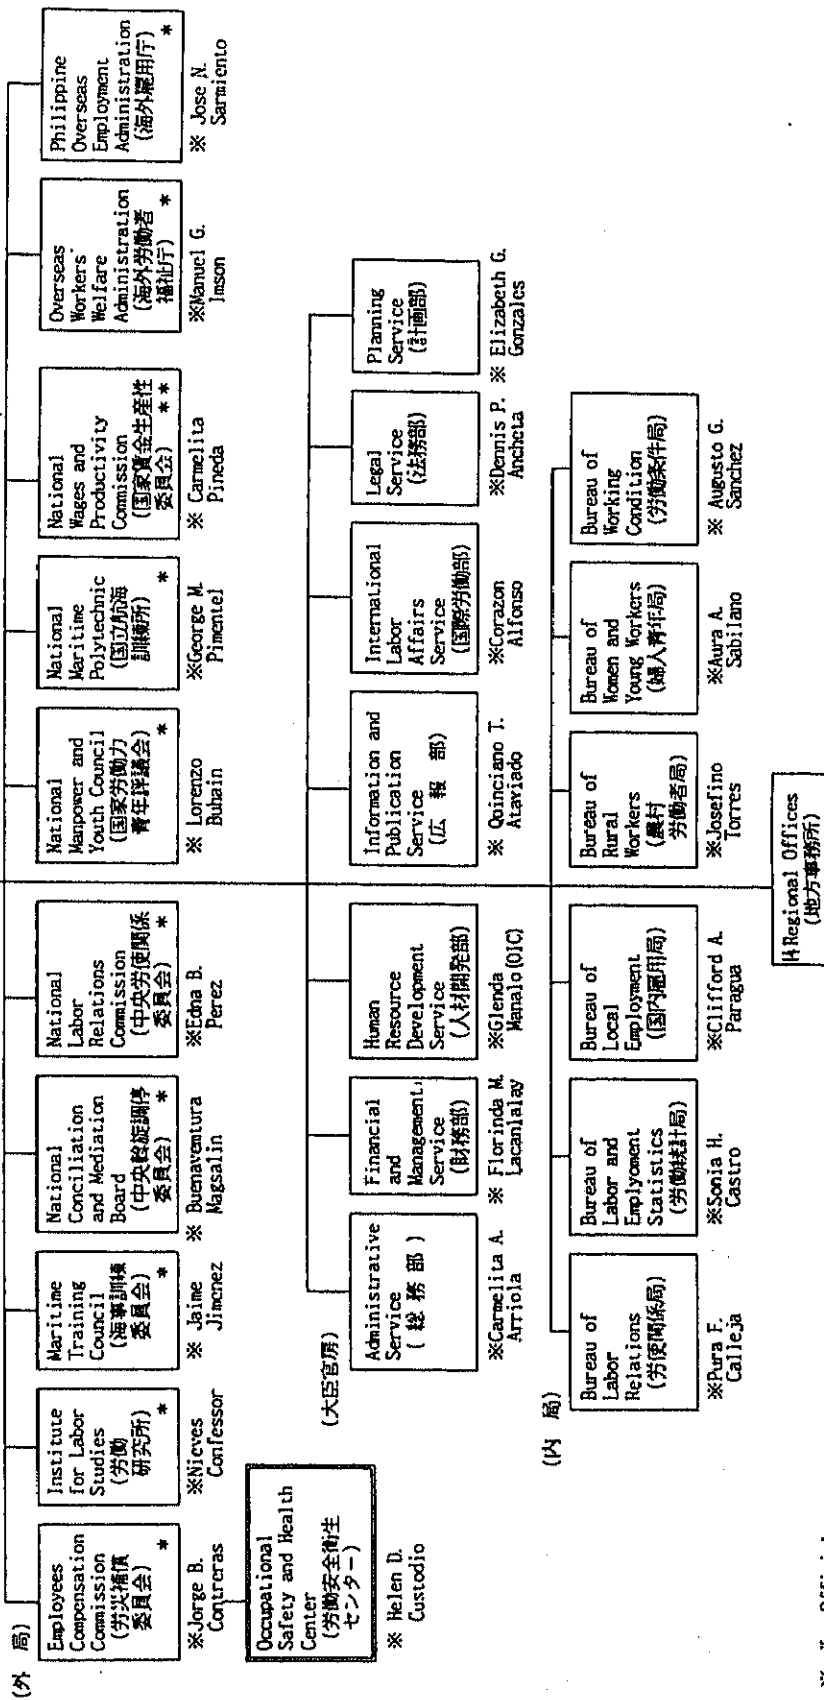 (外 局)
Employees
Compensation
Commission
(労災補償
委員会)
*
※Jorge B.
Contreras
Institute
for Labor
Studies
(労働
研究所)
*
※Nieves
Confessor
Maritime
Training
Council
(海事訓練
委員会)
*
※ Jaime
Jimenez
National
Conciliation
and Mediation
Board
(中央斡旋調停
委員会)
*
※ Buenaventura
Magsalin
National
Labor
Relations
Commission
(中央労使関係
委員会)
*
※Edna B.
Perez
National
Manpower and
Youth Council
(国家労働力
青年評議会)
*
※ Lorenzo
Buhain
National
Maritime
Polytechnic
(国立航海
訓練所)
*
※George M.
Pimentel
National
Wages and
Productivity
Commission
(国家賃金生産性
委員会)
* *
※ Carmelita
Pineda
Overseas
Workers'
Welfare
Administration
(海外労働者
福祉庁)
*
※Manuel G.
Imson
Philippine
Overseas
Employment
Administration
(海外雇用庁)
*
※ Jose N.
Sarmiento
Occupational
Safety and Health
Center
(労働安全衛生
センター)
※ Helen D.
Custodio
(大臣官房)
Administrative
Service
( 総 務 部 )
※Carmelita A.
Arriola
Financial
and
Management
Service
(財務部)
※ Florinda M.
Lacanlalay
Human
Resource
Development
Service
(人材開発部)
※Glenda
Manalo (OIC)
Information and
Publication
Service
(広 報 部)
※ Quinciano T.
Ataviado
International
Labor
Affairs
Service
(国際労働部)
※Corazon
Alfonso
Legal
Service
(法務部)
※Dennis P.
Ancheta
Planning
Service
(計画部)
※ Elizabeth G.
Gonzales
(内 局)
Bureau of
Labor
Relations
(労使関係局)
※Pura F.
Calleja
Bureau of
Labor and
Emplyoment
Statistics
(労働統計局)
※Sonia H.
Castro
Bureau of
Local
Employment
(国内雇用局)
※Clifford A.
Paragua
Bureau of
Rural
Workers
(農村
労働者局)
※Josefino
Torres
Bureau of
Women and
Young Workers
(婦人青年局)
※Aura A.
Sabilano
Bureau of
Working
Condition
(労働条件局)
※ Augusto G.
Sanchez
14 Regional Offices
(地方事務所)